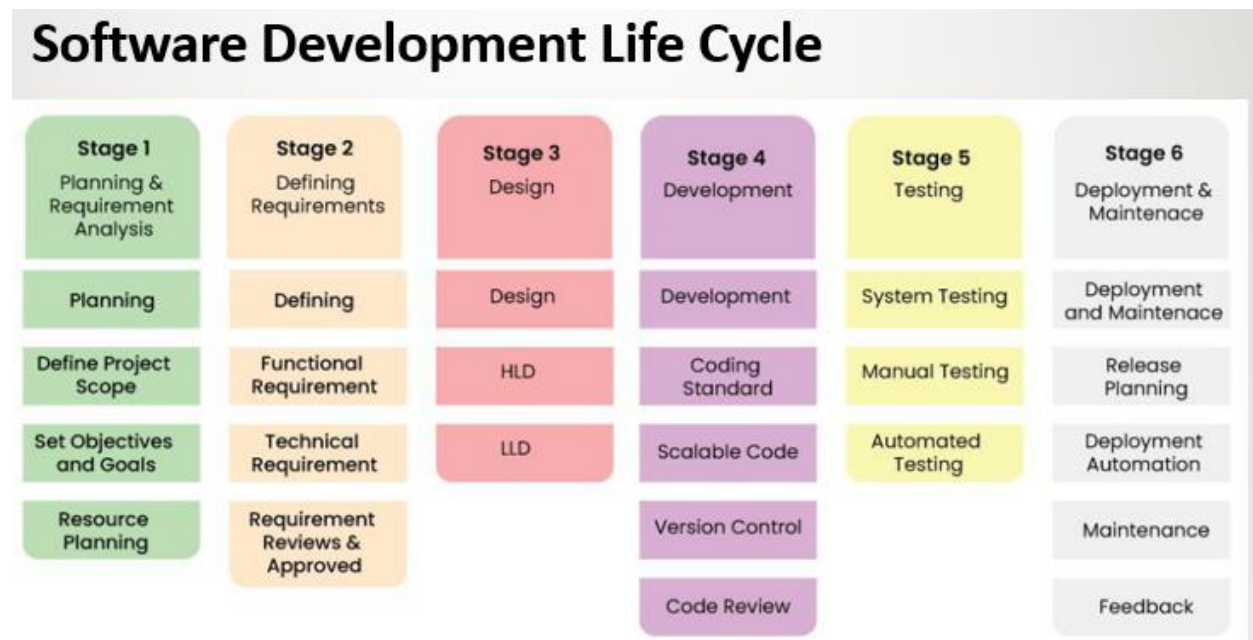 Software Development Life Cycle
Stage 1
Planning &
Requirement
Analysis
Planning
Define Project
Scope
Set Objectives
and Goals
Resource
Planning
Stage 2
Defining
Requirements
Defining
Functional
Requirement
Technical
Requirement
Requirement
Reviews &
Approved
Stage 3
Design
Design
HLD
LLD
Stage 4
Development
Development
Coding
Standard
Scalable Code
Version Control
Code Review
Stage 5
Testing
System Testing
Manual Testing
Automated
Testing
Stage 6
Deployment &
Maintenace
Deployment
and Maintenace
Release
Planning
Deployment
Automation
Maintenance
Feedback